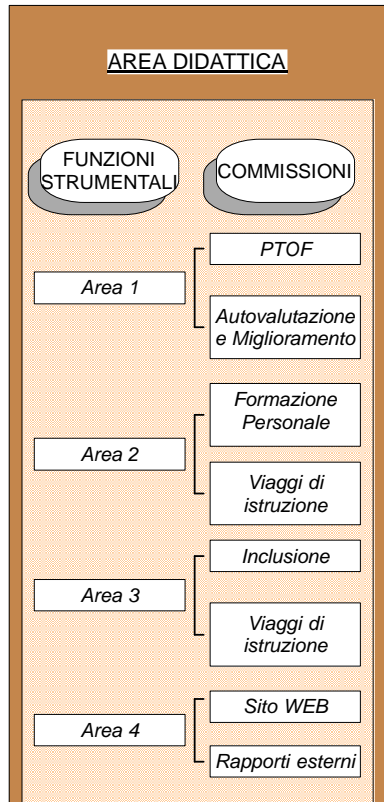 AREA DIDATTICA
FUNZIONI
STRUMENTALI
COMMISSIONI
Area 1
PTOF
Autovalutazione
e Miglioramento
Area 2
Formazione
Personale
Viaggi di
istruzione
Area 3
Inclusione
Viaggi di
istruzione
Area 4
Sito WEB
Rapporti esterni